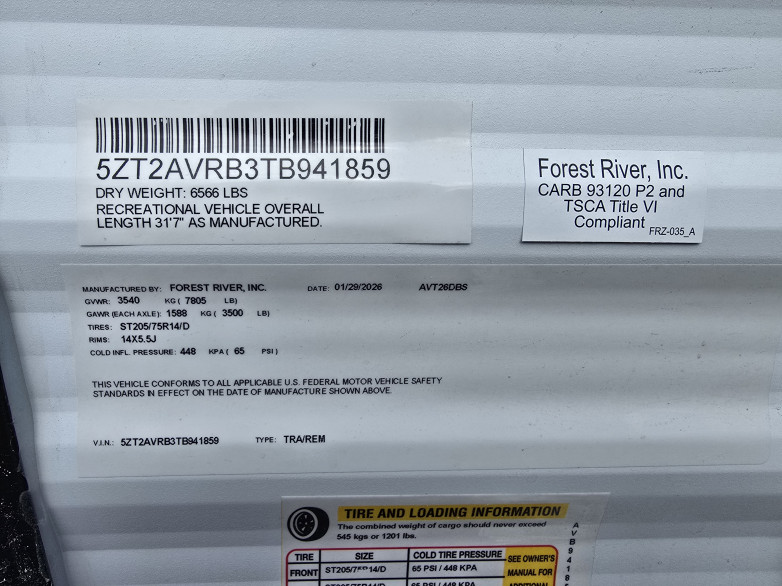 5ZT2AVRB3TB941859
DRY WEIGHT: 6566 LBS
RECREATIONAL VEHICLE OVERALL
LENGTH 31'7" AS MANUFACTURED.
Forest River, Inc.
CARB 93120 P2 and
TSCA Title VI
Compliant
FRZ-035_A
MANUFACTURED BY: FOREST RIVER, INC. DATE: 01/29/2026 AVT26DBS
GVWR: 3540 KG ( 7805 LB)
GAWR (EACH AXLE): 1588 KG ( 3500 LB)
TIRES: ST205/75R14/D
RIMS: 14X5.5J
COLD INFL. PRESSURE: 448 KPA ( 65 PSI )
THIS VEHICLE CONFORMS TO ALL APPLICABLE U.S. FEDERAL MOTOR VEHICLE SAFETY
STANDARDS IN EFFECT ON THE DATE OF MANUFACTURE SHOWN ABOVE.
V.I.N.: 5ZT2AVRB3TB941859 TYPE: TRA/REM
TIRE AND LOADING INFORMATION
The combined weight of cargo should never exceed
545 kgs or 1201 lbs.
TIRE SIZE COLD TIRE PRESSURE
SEE OWNER'S
MANUAL FOR
FRONT 65 PSI / 448 KPA